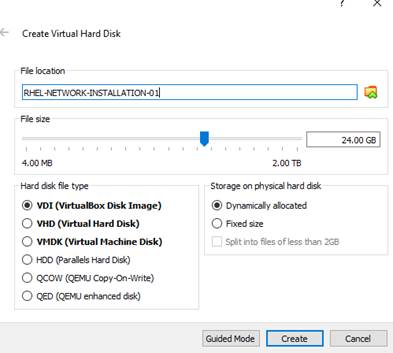 ?
Create Virtual Hard Disk
File location
RHEL-NETWORK-INSTALLATION-01
File size
24.00 GB
4.00 MB 2.00 TB
Hard disk file type
VDI (VirtualBox Disk Image)
VHD (Virtual Hard Disk)
VMDK (Virtual Machine Disk)
HDD (Parallels Hard Disk)
QCOW (QEMU Copy-On-Write)
QED (QEMU enhanced disk)
Storage on physical hard disk
Dynamically allocated
Fixed size
Split into files of less than 2GB
Guided Mode Create Cancel